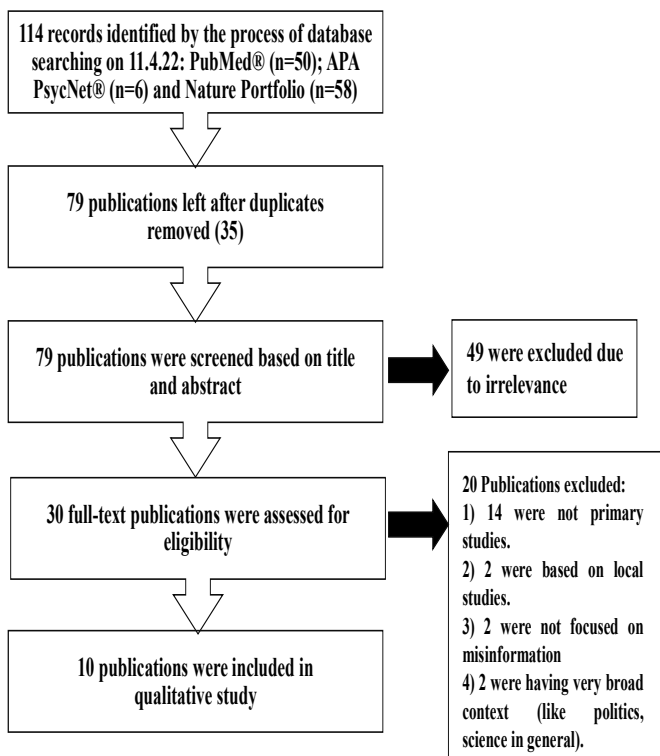 114 records identified by the process of database
searching on 11.4.22: PubMed® (n=50); APA
PsycNet® (n=6) and Nature Portfolio (n=58)
79 publications left after duplicates
removed (35)
79 publications were screened based on title
and abstract
49 were excluded due
to irrelevance
30 full-text publications were assessed for
eligibility
20 Publications excluded:
1) 14 were not primary
studies.
2) 2 were based on local
studies.
3) 2 were not focused on
misinformation
4) 2 were having very broad
context (like politics,
science in general).
10 publications were included in
qualitative study